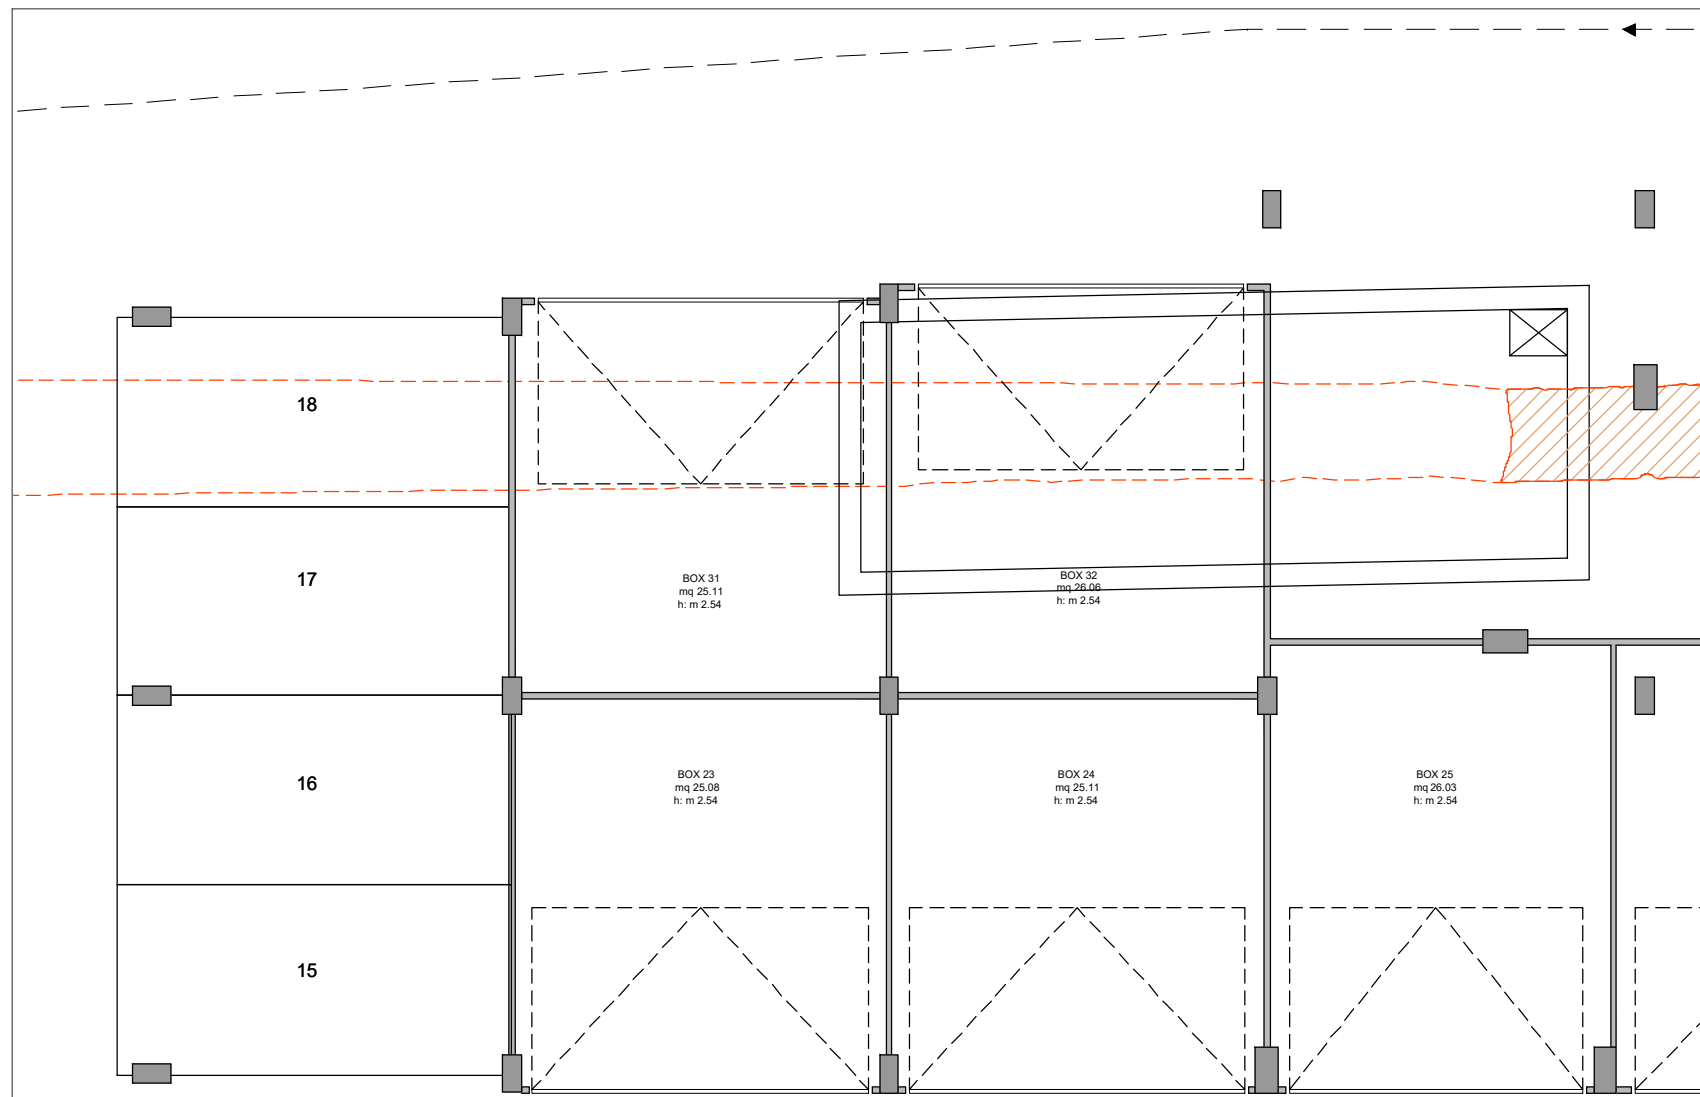 18
17
BOX 31
mq 25.11
h: m 2.54
BOX 32
mq 26.06
h: m 2.54
16
BOX 23
mq 25.08
h: m 2.54
BOX 24
mq 25.11
h: m 2.54
BOX 25
mq 26.03
h: m 2.54
15